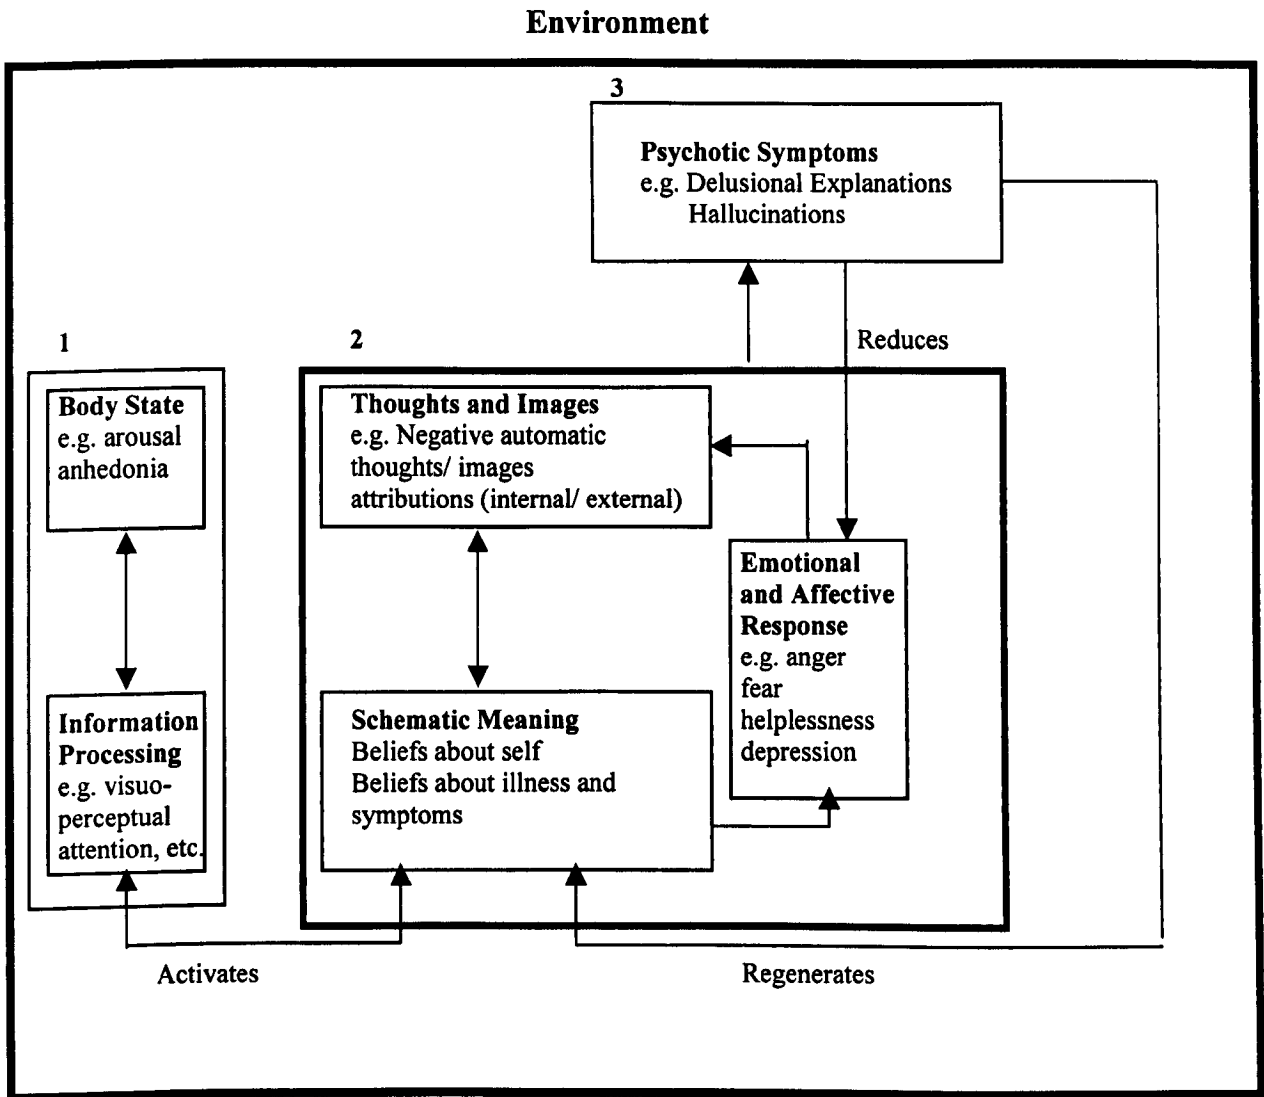 Environment
3
Psychotic Symptoms
e.g. Delusional Explanations
Hallucinations
Reduces
1
Body State
e.g. arousal
anhedonia
Information
Processing
e.g. visuo-
perceptual
attention, etc.
2
Thoughts and Images
e.g. Negative automatic
thoughts/ images
attributions (internal/ external)
Schematic Meaning
Beliefs about self
Beliefs about illness and
symptoms
Emotional
and Affective
Response
e.g. anger
fear
helplessness
depression
Activates
Regenerates